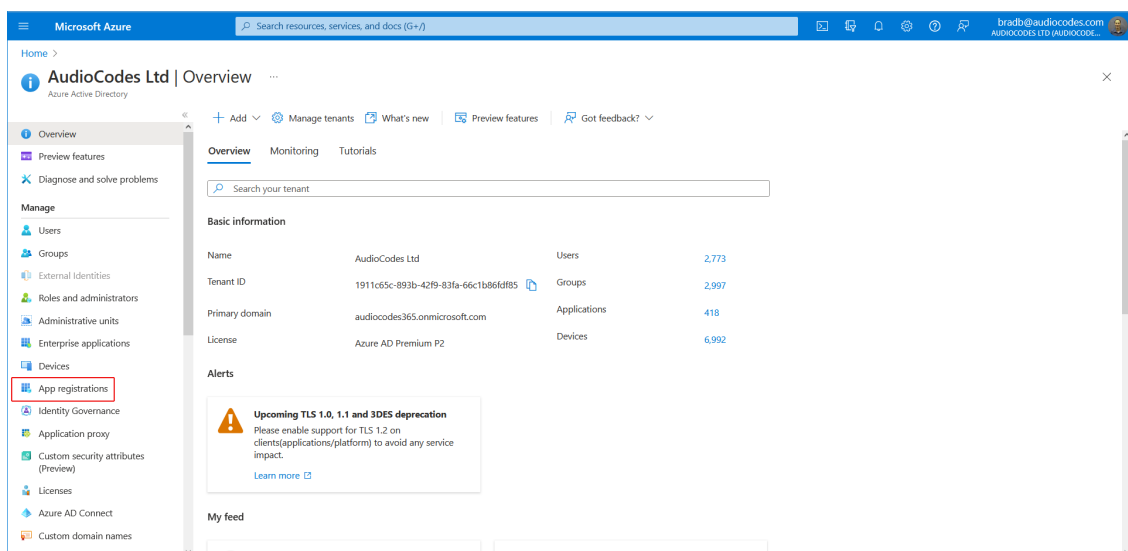 Microsoft Azure
Search resources, services, and docs (G+/)
bradb@audiocodes.com
AUDIOCODES LTD (AUDIOCODE...
Home >
AudioCodes Ltd | Overview ...
Azure Active Directory
Overview
Preview features
Diagnose and solve problems
Manage
Users
Groups
External Identities
Roles and administrators
Administrative units
Enterprise applications
Devices
App registrations
Identity Governance
Application proxy
Custom security attributes
(Preview)
Licenses
Azure AD Connect
Custom domain names
Add Manage tenants What's new Preview features Got feedback?
Overview Monitoring Tutorials
Search your tenant
Basic information
Name AudioCodes Ltd Users 2,773
Tenant ID 1911c65c-893b-42f9-83fa-66c1b86fdf85 Groups 2,997
Primary domain audiocodes365.onmicrosoft.com Applications 418
License Azure AD Premium P2 Devices 6,992
Alerts
Upcoming TLS 1.0, 1.1 and 3DES deprecation
Please enable support for TLS 1.2 on
clients(applications/platform) to avoid any service
impact.
Learn more
My feed